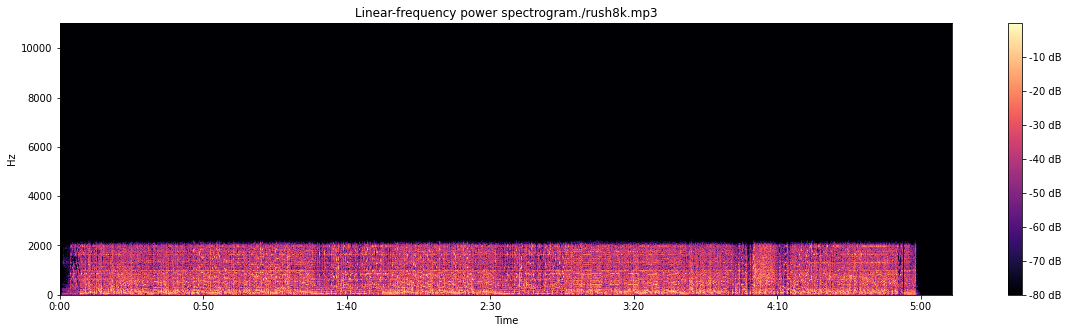 Linear-frequency power spectrogram./rush8k.mp3
10000
8000
6000
4000
2000
0
Hz
0:00 0:50 1:40 2:30 3:20 4:10 5:00
Time
-10 dB
-20 dB
-30 dB
-40 dB
-50 dB
-60 dB
-70 dB
-80 dB